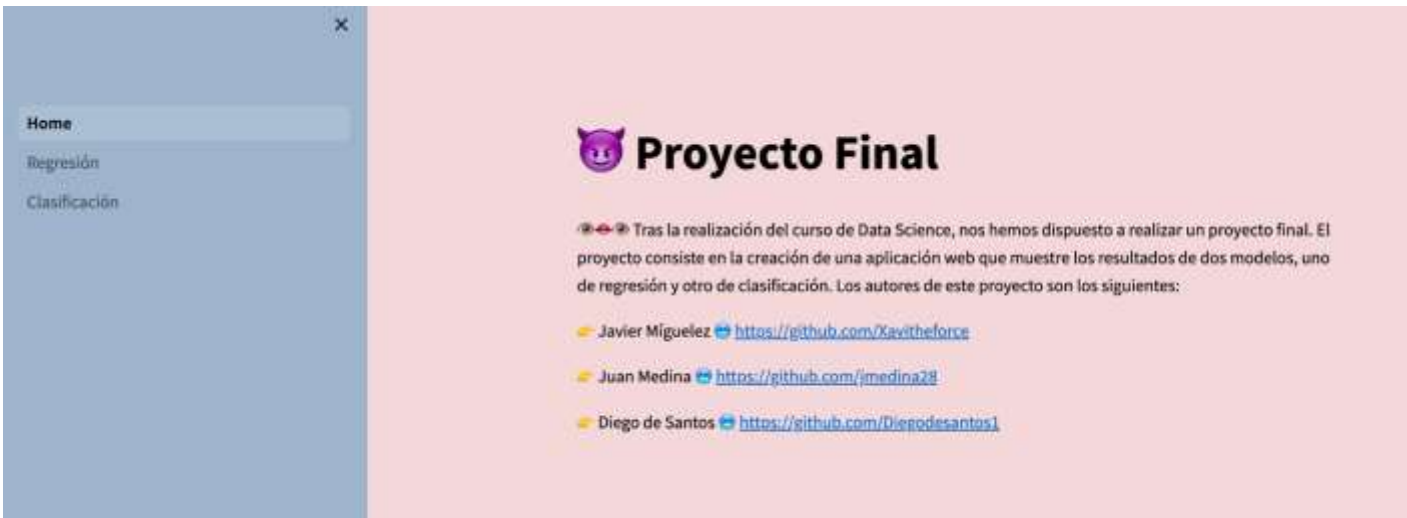 Home
Regresión
Clasificación
😈 Proyecto Final
👁️👄👁️ Tras la realización del curso de Data Science, nos hemos dispuesto a realizar un proyecto final. El
proyecto consiste en la creación de una aplicación web que muestre los resultados de dos modelos, uno
de regresión y otro de clasificación. Los autores de este proyecto son los siguientes:
👉 Javier Míguelez 🥶 https://github.com/Xavitheforce
👉 Juan Medina 🥶 https://github.com/jmedina28
👉 Diego de Santos 🥶 https://github.com/Diegodesantos1